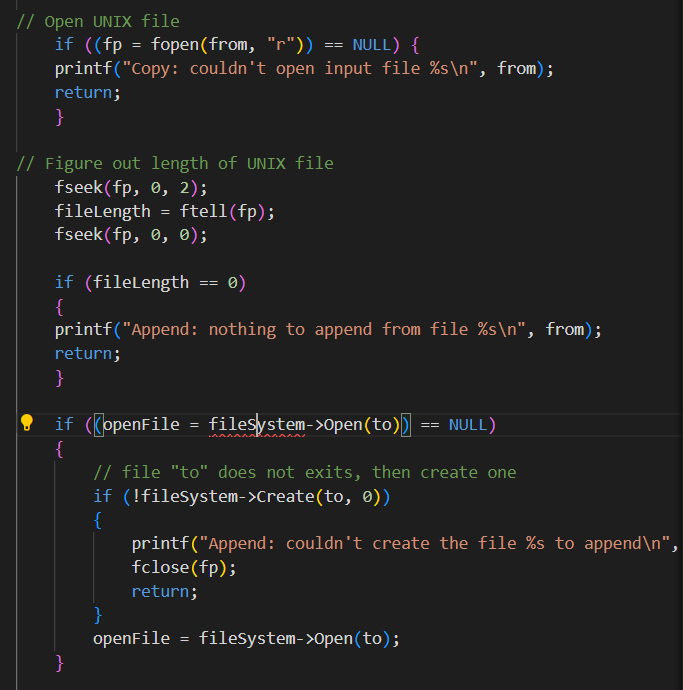 // Open UNIX file
if ((fp = fopen(from, "r")) == NULL) {
printf("Copy: couldn't open input file %s\n", from);
return;
}
// Figure out length of UNIX file
fseek(fp, 0, 2);
fileLength = ftell(fp);
fseek(fp, 0, 0);
if (fileLength == 0)
{
printf("Append: nothing to append from file %s\n", from);
return;
}
if ((openFile = fileSystem->Open(to)) == NULL)
{
// file "to" does not exits, then create one
if (!fileSystem->Create(to, 0))
{
printf("Append: couldn't create the file %s to append\n",
fclose(fp);
return;
}
openFile = fileSystem->Open(to);
}